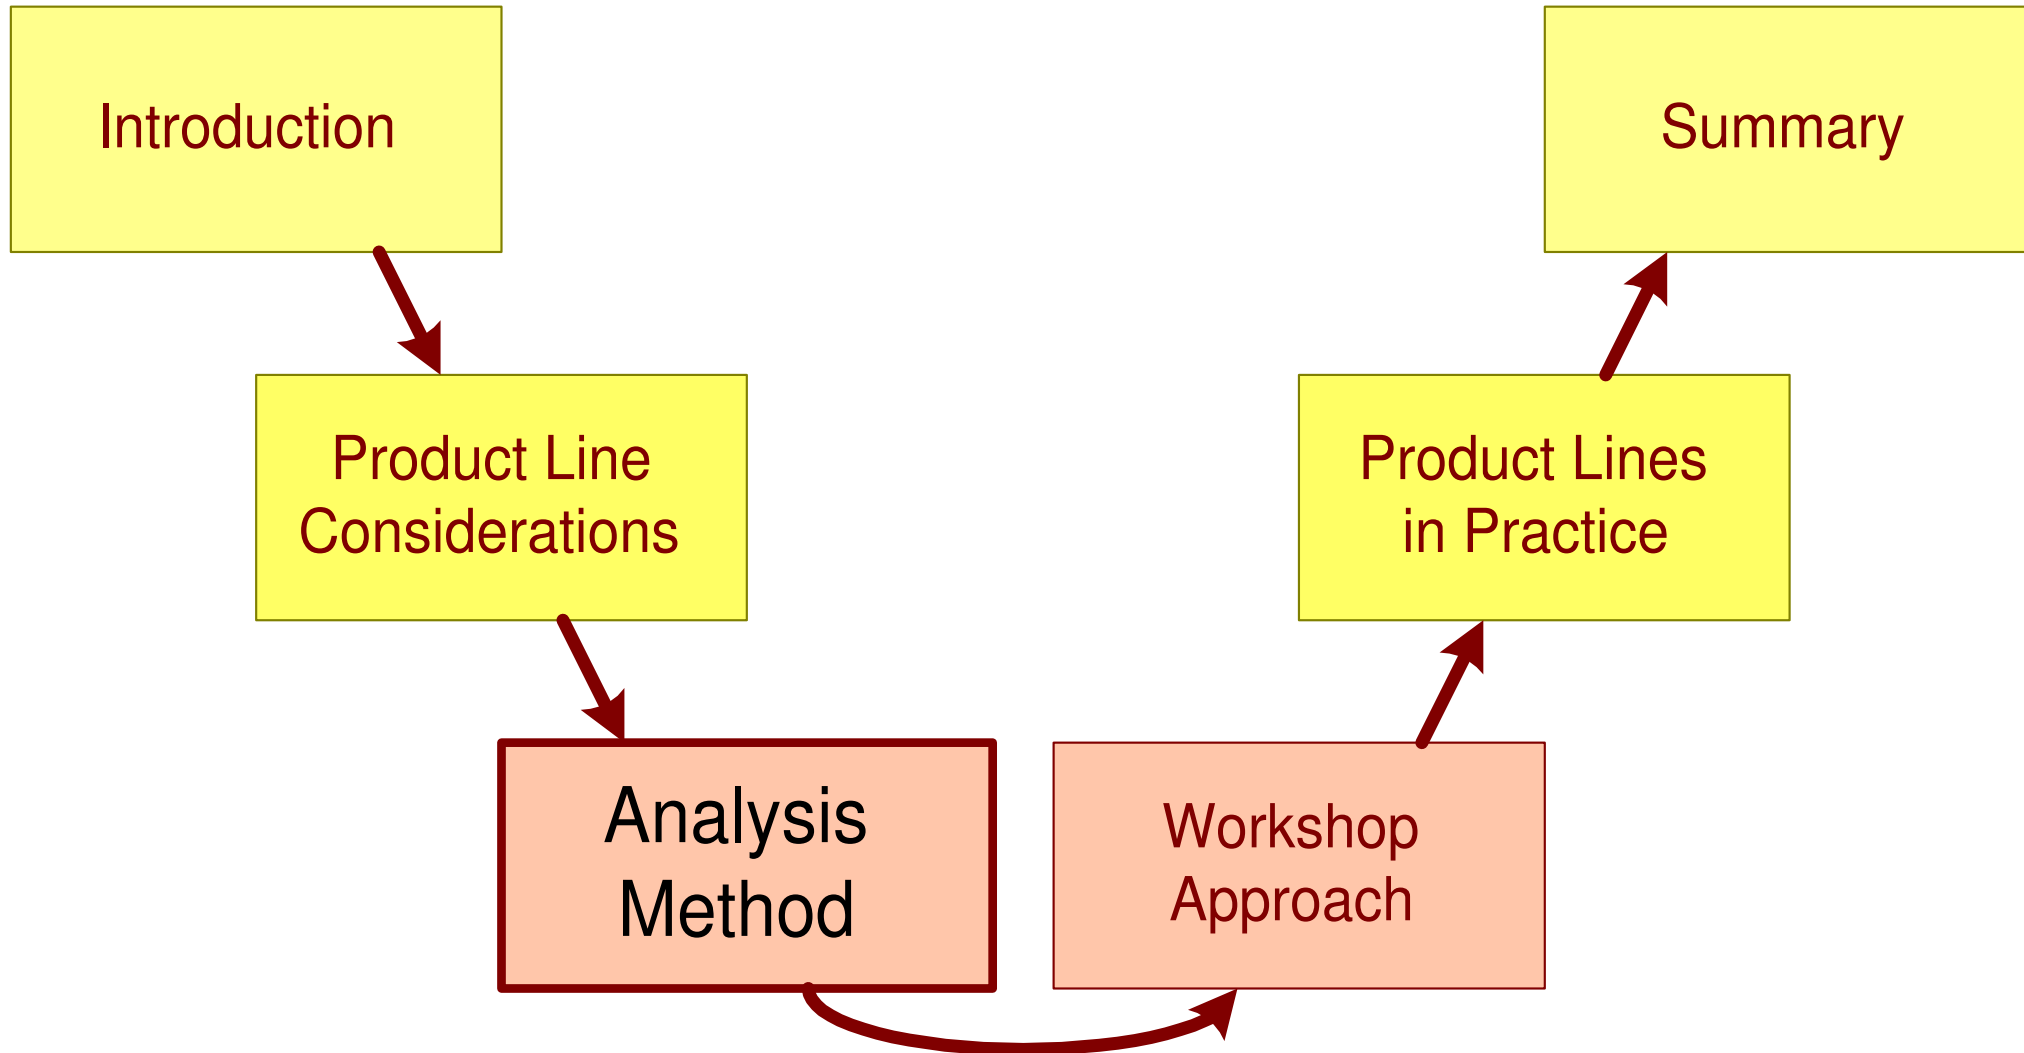 Introduction
Product Line
Considerations
Analysis
Method
Workshop
Approach
Product Lines
in Practice
Summary